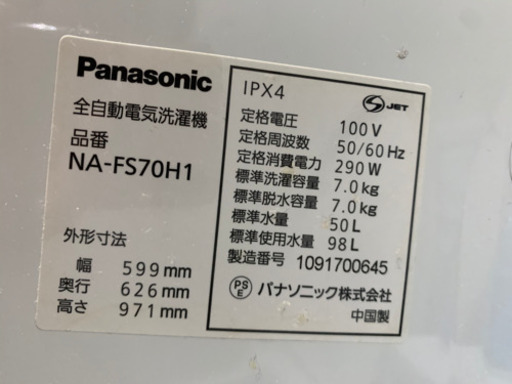 Panasonic
全自動電気洗濯機
品番
NA-FS70H1
外形寸法
幅 599mm
奥行 626mm
高さ 971mm
IPX4
S JET
定格電圧 100V
定格周波数 50/60Hz
定格消費電力 290W
標準洗濯容量 7.0kg
標準脱水容量 7.0kg
標準水量 50L
標準使用水量 98L
製造番号 1091700645
PSE パナソニック株式会社
中国製